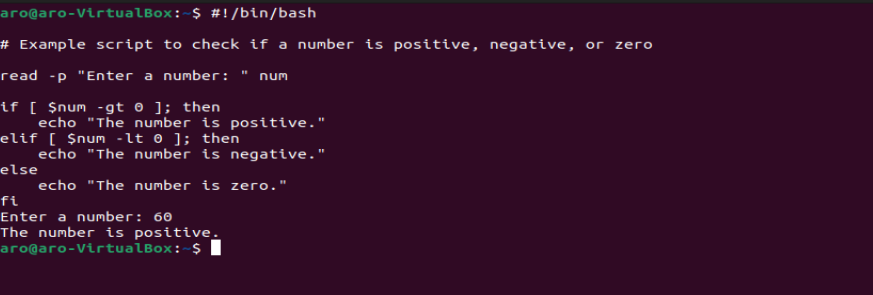 aro@aro-VirtualBox:~$ #!/bin/bash
# Example script to check if a number is positive, negative, or zero
read -p "Enter a number: " num
if [ $num -gt 0 ]; then
    echo "The number is positive."
elif [ $num -lt 0 ]; then
    echo "The number is negative."
else
    echo "The number is zero."
fi
Enter a number: 60
The number is positive.
aro@aro-VirtualBox:~$